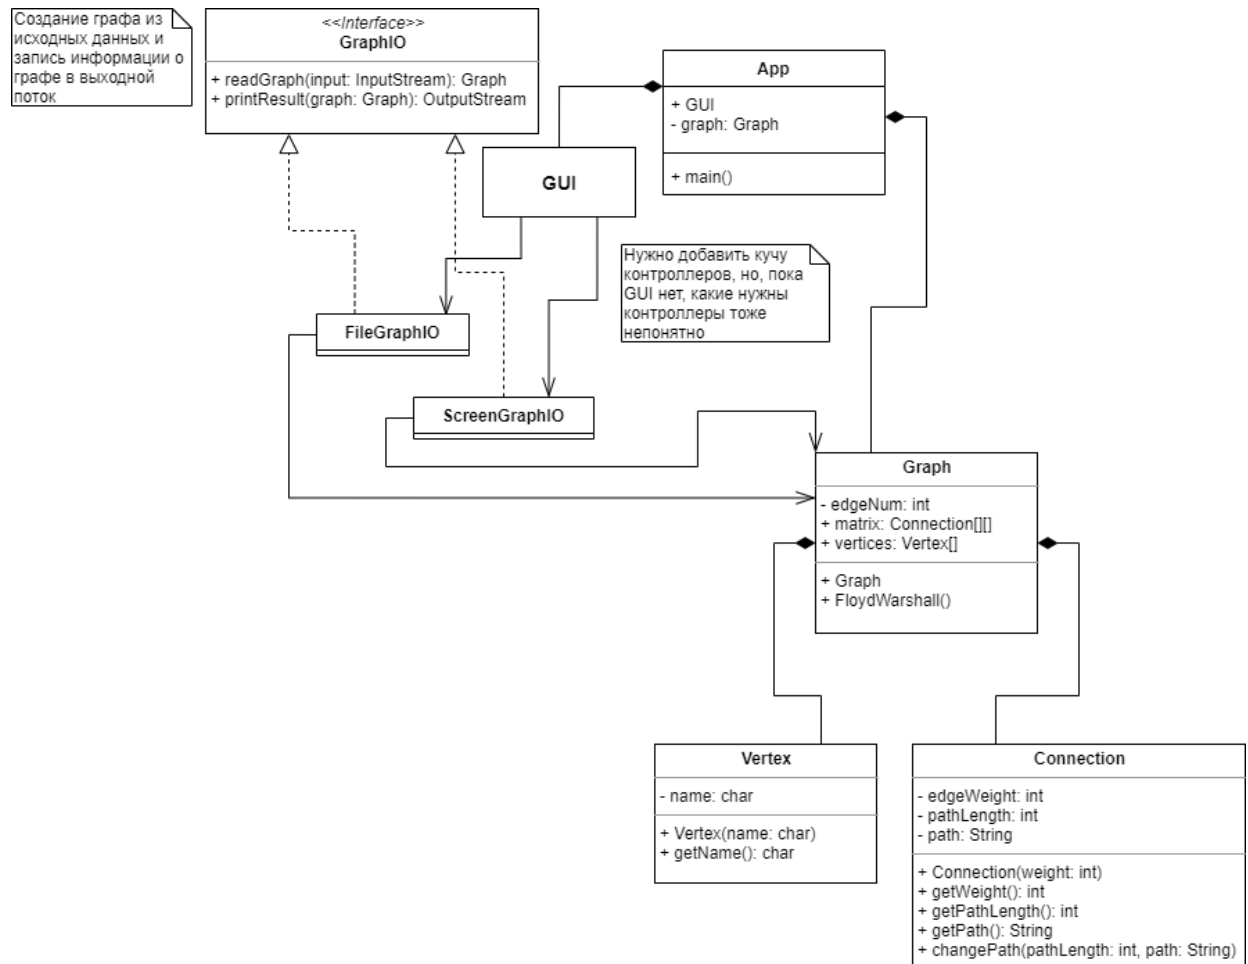 Создание графа из
исходных данных и
запись информации о
графе в выходной
поток
<<Interface>>
GraphIO
+ readGraph(input: InputStream): Graph
+ printResult(graph: Graph): OutputStream
App
+ GUI
- graph: Graph
+ main()
GUI
Нужно добавить кучу
контроллеров, но, пока
GUI нет, какие нужны
контроллеры тоже
непонятно
FileGraphIO
ScreenGraphIO
Graph
- edgeNum: int
+ matrix: Connection[][]
+ vertices: Vertex[]
+ Graph
+ FloydWarshall()
Vertex
- name: char
+ Vertex(name: char)
+ getName(): char
Connection
- edgeWeight: int
- pathLength: int
- path: String
+ Connection(weight: int)
+ getWeight(): int
+ getPathLength(): int
+ getPath(): String
+ changePath(pathLength: int, path: String)